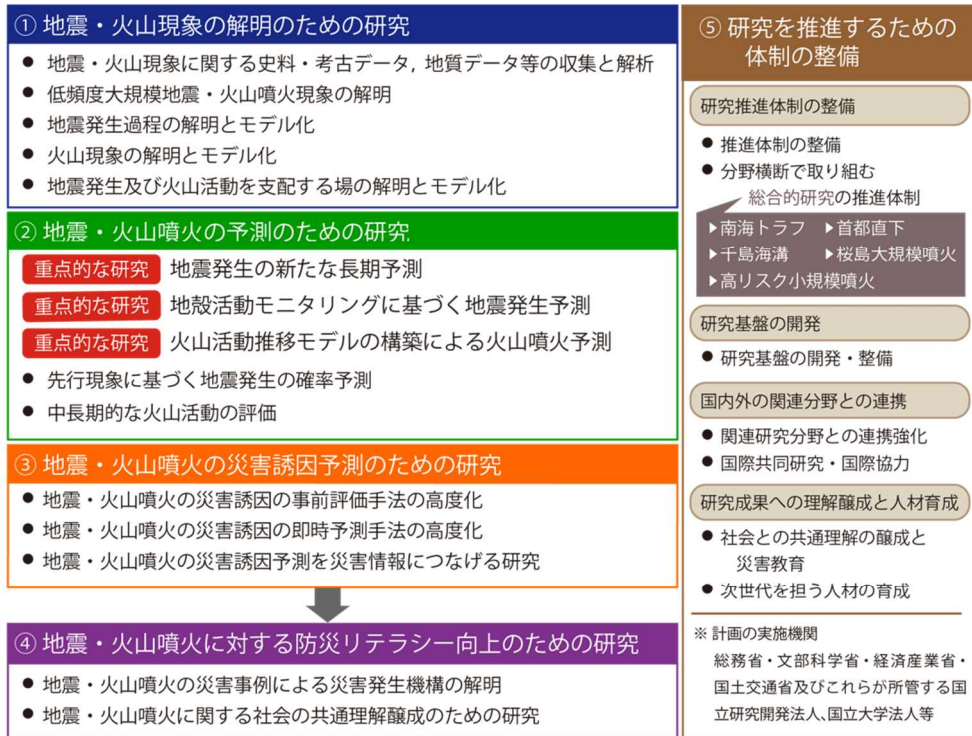 ① 地震・火山現象の解明のための研究
● 地震・火山現象に関する史料・考古データ, 地質データ等の収集と解析
● 低頻度大規模地震・火山噴火現象の解明
● 地震発生過程の解明とモデル化
● 火山現象の解明とモデル化
● 地震発生及び火山活動を支配する場の解明とモデル化
② 地震・火山噴火の予測のための研究
重点的な研究 地震発生の新たな長期予測
重点的な研究 地殻活動モニタリングに基づく地震発生予測
重点的な研究 火山活動推移モデルの構築による火山噴火予測
● 先行現象に基づく地震発生の確率予測
● 中長期的な火山活動の評価
③ 地震・火山噴火の災害誘因予測のための研究
● 地震・火山噴火の災害誘因の事前評価手法の高度化
● 地震・火山噴火の災害誘因の即時予測手法の高度化
● 地震・火山噴火の災害誘因予測を災害情報につなげる研究
④ 地震・火山噴火に対する防災リテラシー向上のための研究
● 地震・火山噴火の災害事例による災害発生機構の解明
● 地震・火山噴火に関する社会の共通理解醸成のための研究
⑤ 研究を推進するための
体制の整備
研究推進体制の整備
● 推進体制の整備
● 分野横断で取り組む
総合的研究の推進体制
▶南海トラフ ▶首都直下
▶千島海溝 ▶桜島大規模噴火
▶高リスク小規模噴火
研究基盤の開発
● 研究基盤の開発・整備
国内外の関連分野との連携
● 関連研究分野との連携強化
● 国際共同研究・国際協力
研究成果への理解醸成と人材育成
● 社会との共通理解の醸成と
災害教育
● 次世代を担う人材の育成
※ 計画の実施機関
総務省・文部科学省・経済産業省・
国土交通省及びこれらが所管する国
立研究開発法人、国立大学法人等